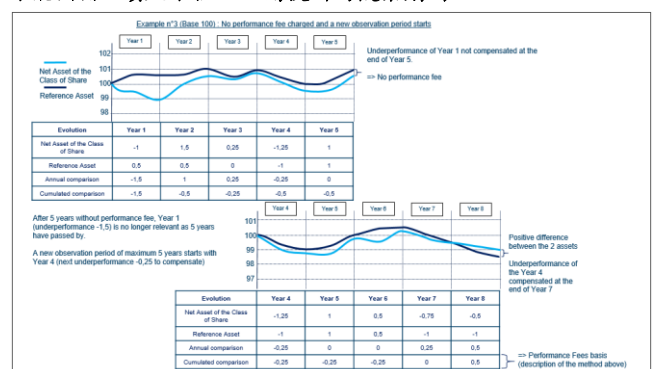 Example n°3 (Base 100) : No performance fee charged and a new observation period starts
Year 1 Year 2 Year 3 Year 4 Year 5
102
101
100
99
98
Net Asset of the
Class of Share
Reference Asset
Underperformance of Year 1 not compensated at the
end of Year 5.
=> No performance fee
Evolution Year 1 Year 2 Year 3 Year 4 Year 5
Net Asset of the Class
of Share -1 1,5 0,25 -1,25 1
Reference Asset 0,5 0,5 0 -1 1
Annual comparison -1,5 1 0,25 -0,25 0
Cumulated comparison -1,5 -0,5 -0,25 -0,5 -0,5
After 5 years without performance fee, Year 1
(underperformance -1,5) is no longer relevant as 5 years
have passed by.
A new observation period of maximum 5 years starts with
Year 4 (next underperformance -0,25 to compensate)
Year 4 Year 5 Year 6 Year 7 Year 8
101
100
99
98
97
Positive difference
between the 2 assets
Underperformance of
the Year 4
compensated at the
end of Year 7
Evolution Year 4 Year 5 Year 6 Year 7 Year 8
Net Asset of the Class
of Share -1,25 1 0,5 -0,75 -0,5
Reference Asset -1 1 0,5 -1 -1
Annual comparison -0,25 0 0 0,25 0,5
Cumulated comparison -0,25 -0,25 -0,25 0 0,5
=> Performance Fees basis
(description of the method above)